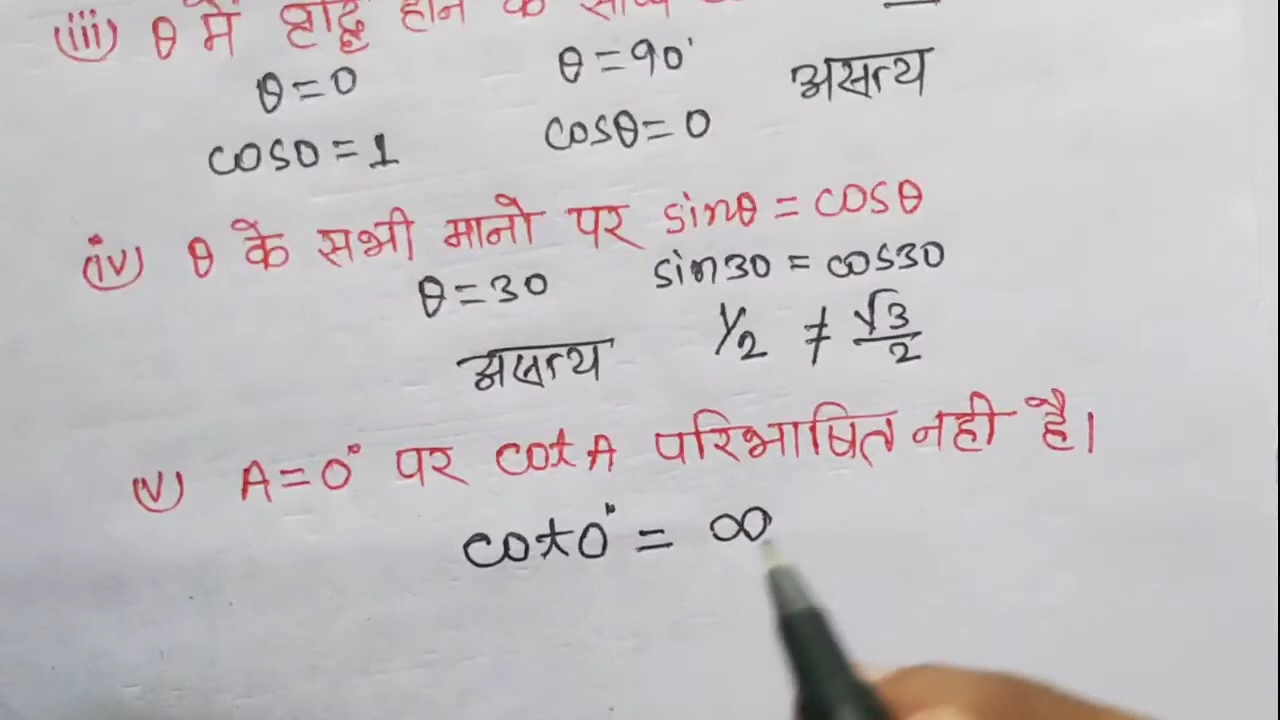 (iii) θ में होने के साथ
θ=0 θ=90° असत्य
cos0=1 cosθ=0
(iv) θ के सभी मानो पर sinθ = cosθ
θ=30 sin30 = cos30
असत्य 1/2 ≠ √3/2
(v) A=0° पर cotA परिभाषित नही है।
cot0° = ∞